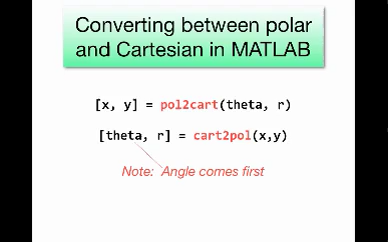 Converting between polar
and Cartesian in MATLAB
[x, y] = pol2cart(theta, r)
[theta, r] = cart2pol(x,y)
Note: Angle comes first